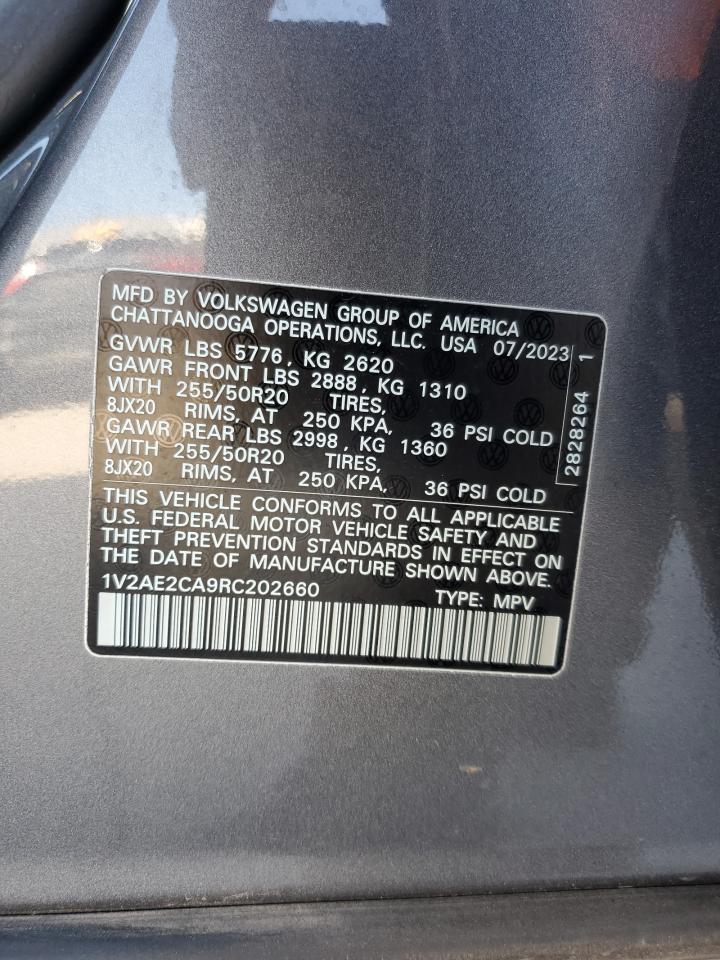 MFD BY VOLKSWAGEN GROUP OF AMERICA
CHATTANOOGA OPERATIONS, LLC. USA 07/2023
GVWR LBS 5776, KG 2620
GAWR FRONT LBS 2888, KG 1310
WITH 255/50R20 TIRES,
8JX20 RIMS, AT 250 KPA, 36 PSI COLD
GAWR REAR LBS 2998, KG 1360
WITH 255/50R20 TIRES,
8JX20 RIMS, AT 250 KPA, 36 PSI COLD
2828264 1
THIS VEHICLE CONFORMS TO ALL APPLICABLE
U.S. FEDERAL MOTOR VEHICLE SAFETY AND
THEFT PREVENTION STANDARDS IN EFFECT ON
THE DATE OF MANUFACTURE SHOWN ABOVE.
1V2AE2CA9RC202660 TYPE: MPV